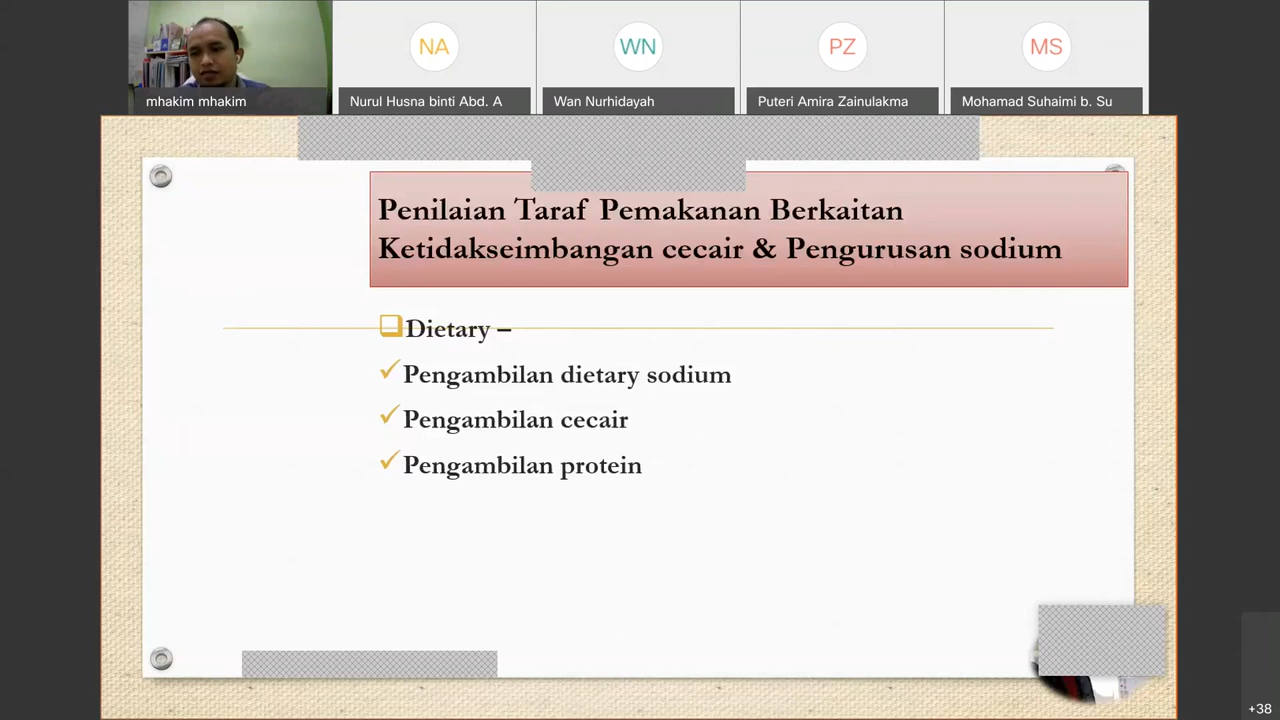 NA
WN
PZ
MS
mhakim mhakim
Nurul Husna binti Abd. A
Wan Nurhidayah
Puteri Amira Zainulakma
Mohamad Suhaimi b. Su
Penilaian Taraf Pemakanan Berkaitan
Ketidakseimbangan cecair & Pengurusan sodium
Dietary –
Pengambilan dietary sodium
Pengambilan cecair
Pengambilan protein
+38